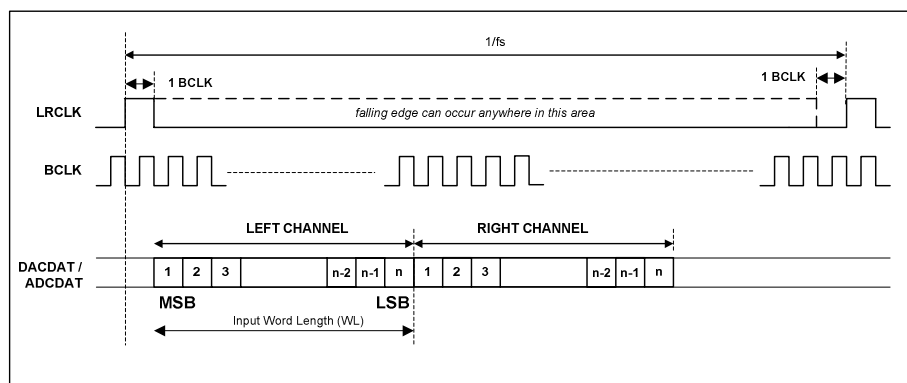 1/fs
1 BCLK
1 BCLK
LRCLK
falling edge can occur anywhere in this area
BCLK
LEFT CHANNEL
RIGHT CHANNEL
DACDAT /
ADCDAT
1 2 3 n-2 n-1 n 1 2 3 n-2 n-1 n
MSB
LSB
Input Word Length (WL)